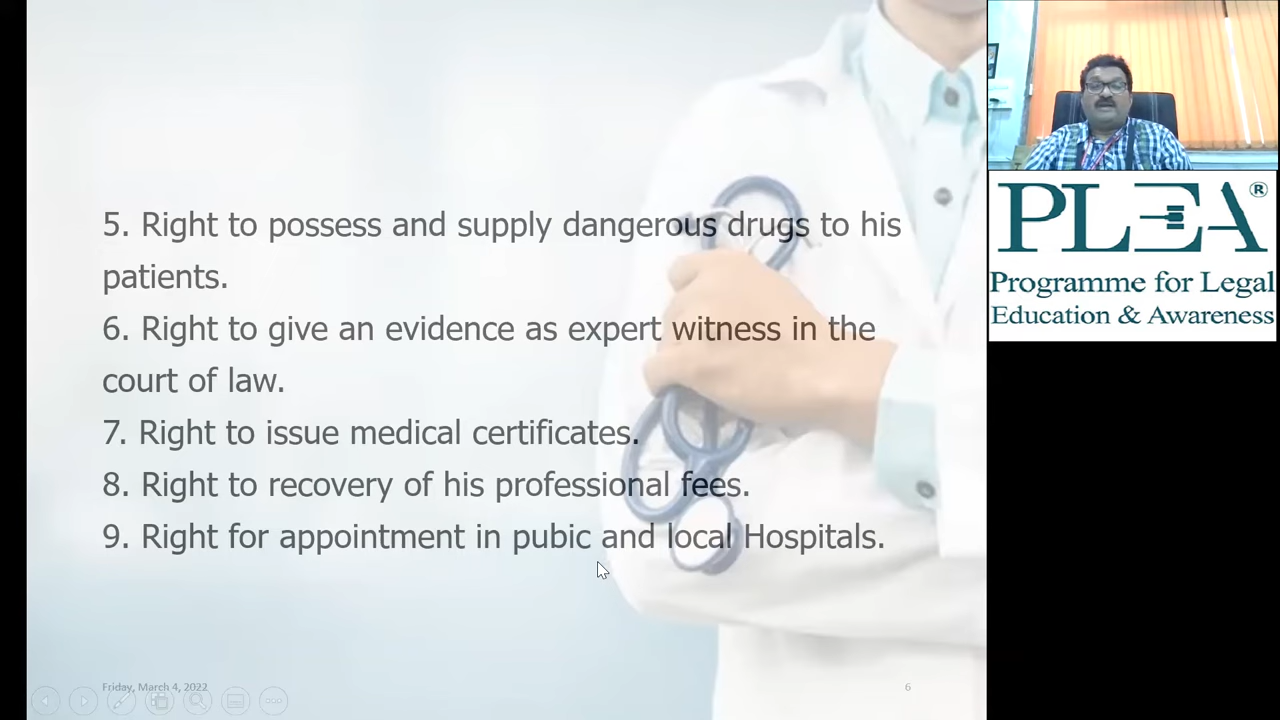 5. Right to possess and supply dangerous drugs to his
patients.
6. Right to give an evidence as expert witness in the
court of law.
7. Right to issue medical certificates.
8. Right to recovery of his professional fees.
9. Right for appointment in pubic and local Hospitals.
Friday, March 4, 2022
6
PLEA®
Programme for Legal
Education & Awareness